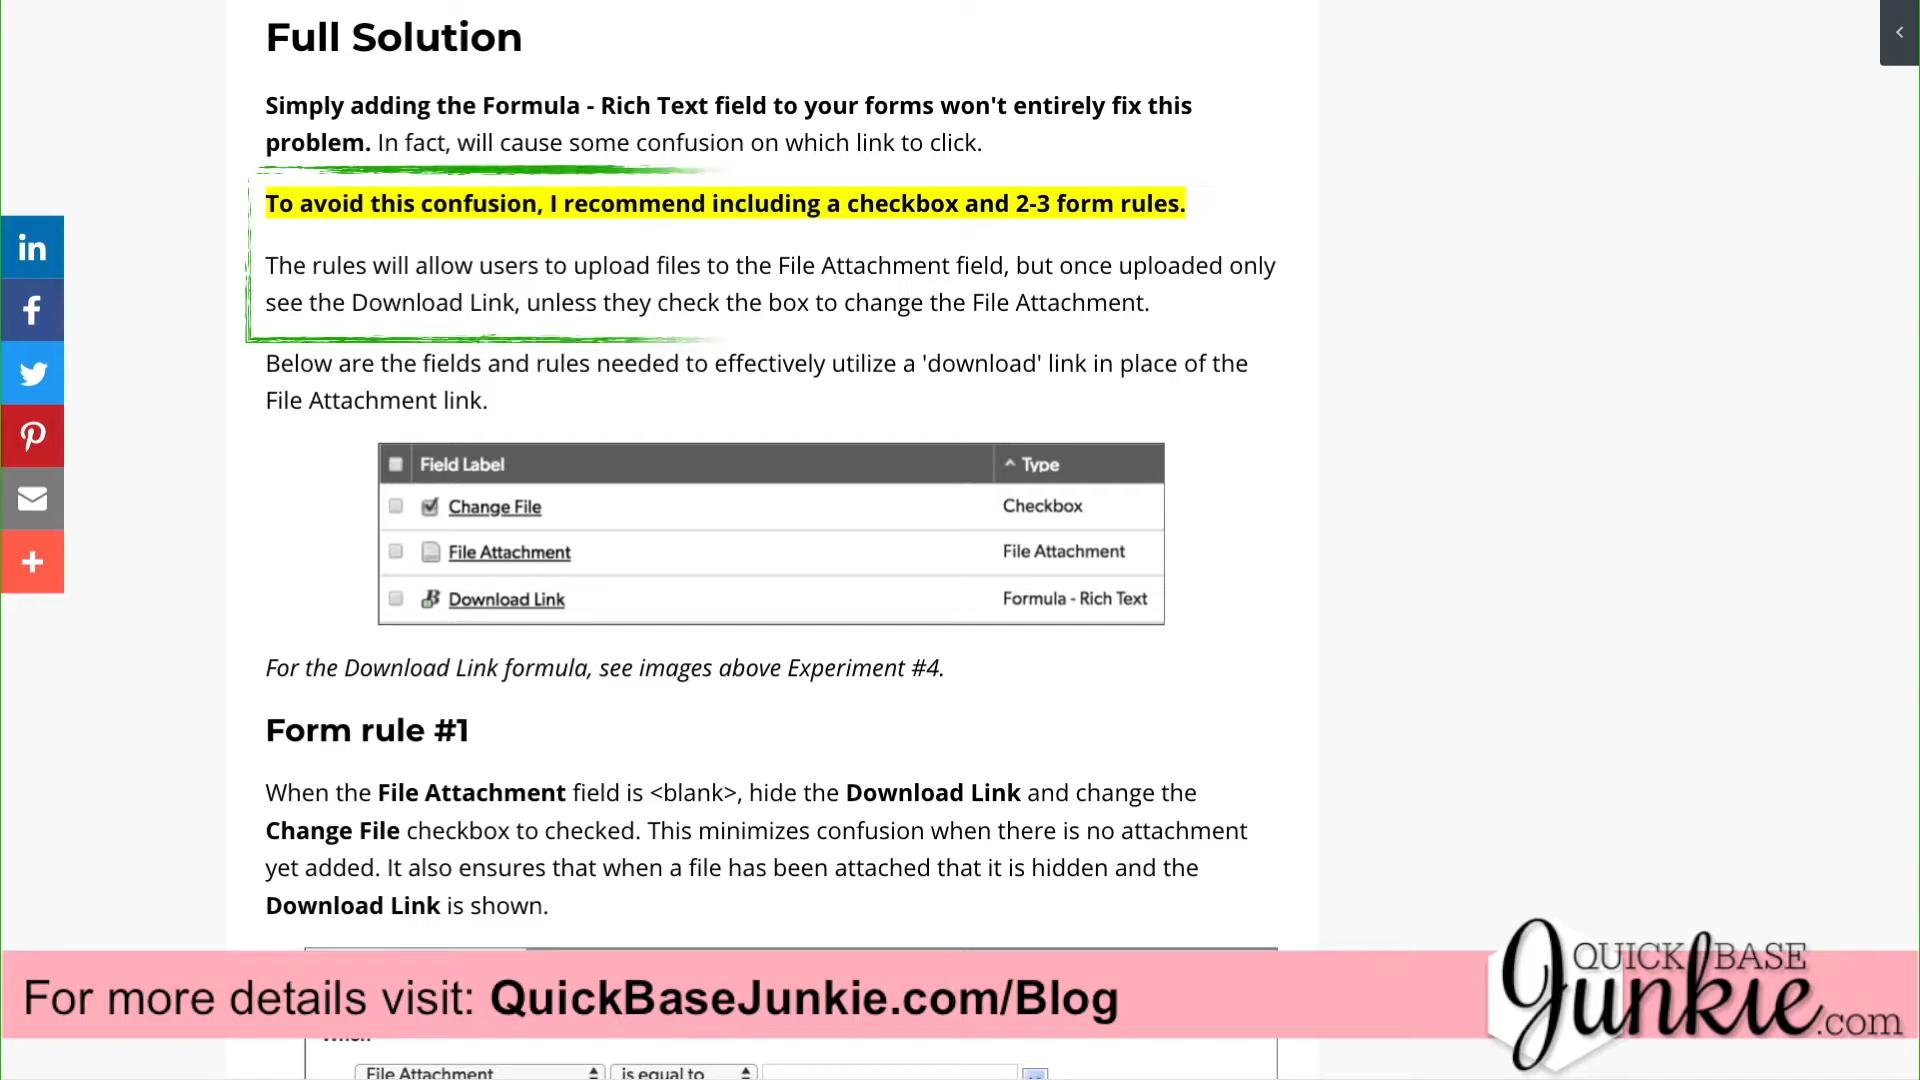 Full Solution
Simply adding the Formula - Rich Text field to your forms won't entirely fix this
problem. In fact, will cause some confusion on which link to click.
To avoid this confusion, I recommend including a checkbox and 2-3 form rules.
The rules will allow users to upload files to the File Attachment field, but once uploaded only
see the Download Link, unless they check the box to change the File Attachment.
Below are the fields and rules needed to effectively utilize a 'download' link in place of the
File Attachment link.
Field Label Type
Change File Checkbox
File Attachment File Attachment
Download Link Formula - Rich Text
For the Download Link formula, see images above Experiment #4.
Form rule #1
When the File Attachment field is <blank>, hide the Download Link and change the
Change File checkbox to checked. This minimizes confusion when there is no attachment
yet added. It also ensures that when a file has been attached that it is hidden and the
Download Link is shown.
For more details visit: QuickBaseJunkie.com/Blog
QUICK BASE
Junkie.com
File Attachment is equal to